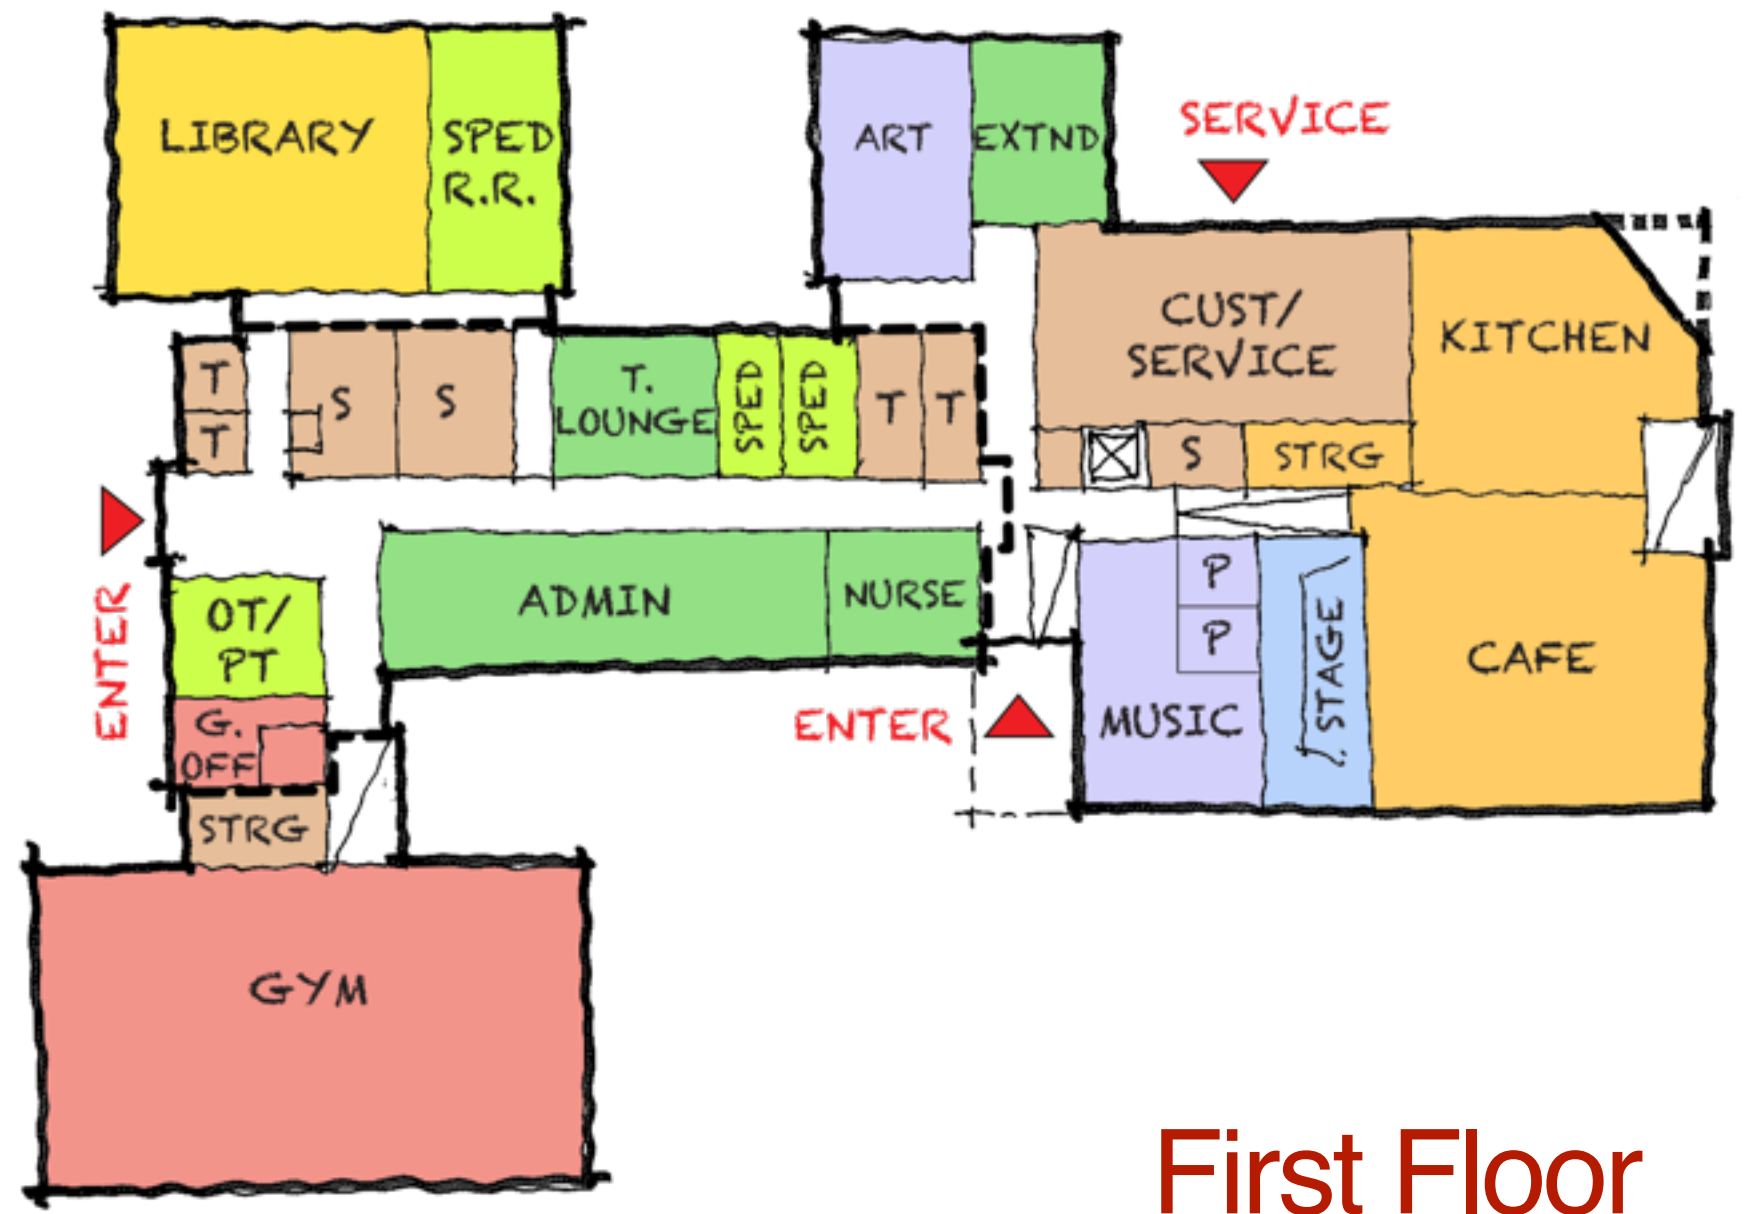 LIBRARY
SPED
R.R.
ART
EXTND
SERVICE
CUST/
SERVICE
KITCHEN
T
T
S
S
T.
LOUNGE
SPED
SPED
T
T
S
STRG
ENTER
OT/
PT
G.
OFF
STRG
ADMIN
NURSE
ENTER
P
P
MUSIC
STAGE
CAFE
GYM
First Floor